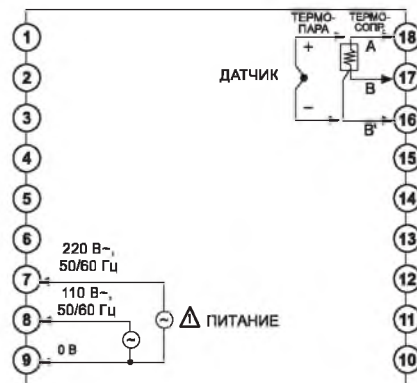 ТЕРМО-
ПАРА
ТЕРМО-
СОПР.
1
18
+
A
ДАТЧИК
2
17
B
3
−
16
B¹
4
15
5
14
6
13
220 В~,
50/60 Гц
7
12
110 В~,
50/60 Гц
8
~
⚠ ПИТАНИЕ
11
~
9
0 В
10